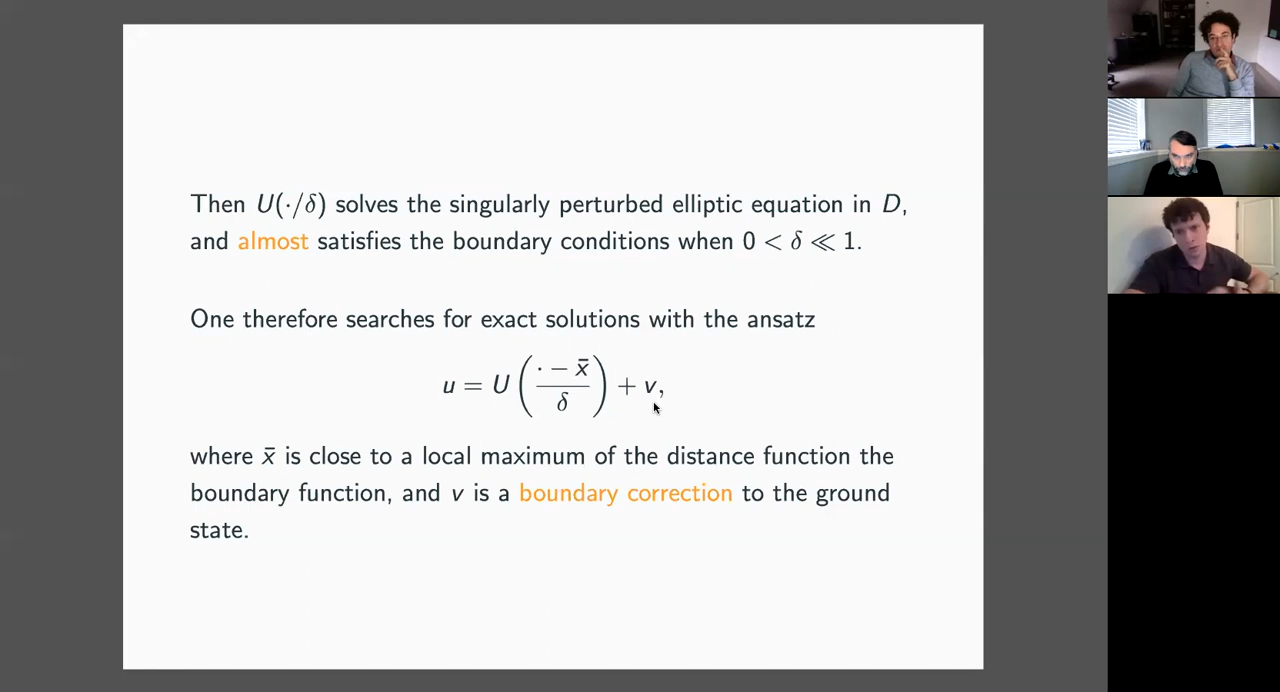 Then U(·/δ) solves the singularly perturbed elliptic equation in D,
and almost satisfies the boundary conditions when 0 < δ ≪ 1.
One therefore searches for exact solutions with the ansatz
u = U((· − x̄)/δ) + v,
where x̄ is close to a local maximum of the distance function the
boundary function, and v is a boundary correction to the ground
state.